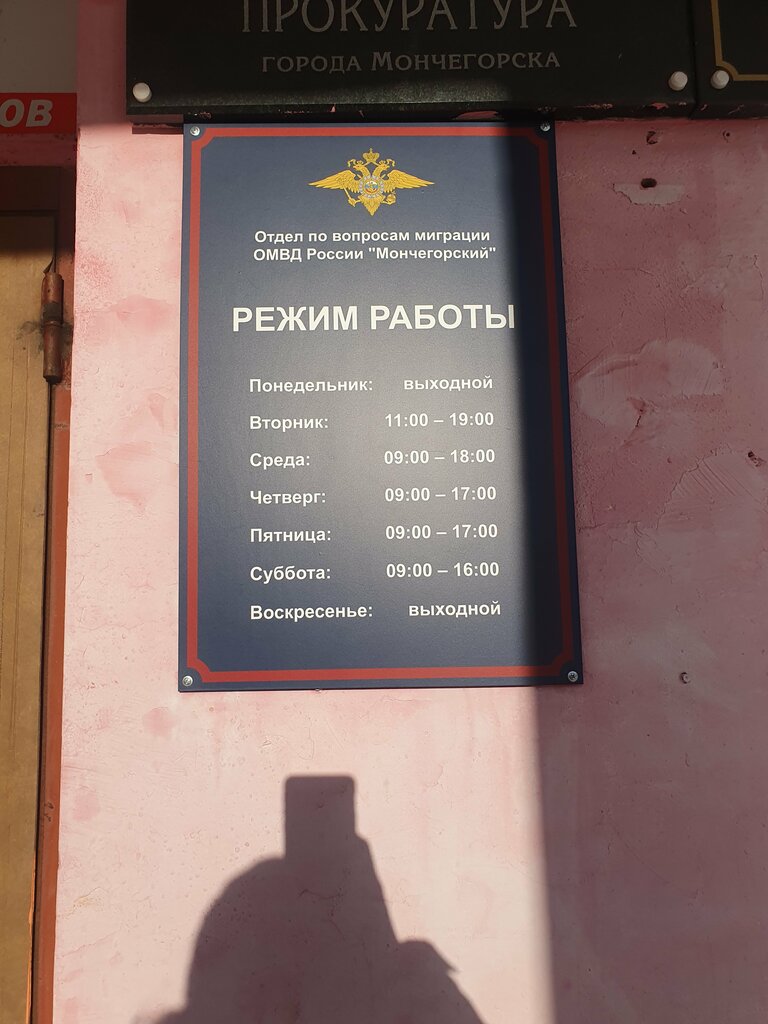 ПРОКУРАТУРА
ГОРОДА МОНЧЕГОРСКА
ОВ
Отдел по вопросам миграции
ОМВД России "Мончегорский"
РЕЖИМ РАБОТЫ
Понедельник: выходной
Вторник: 11:00 – 19:00
Среда: 09:00 – 18:00
Четверг: 09:00 – 17:00
Пятница: 09:00 – 17:00
Суббота: 09:00 – 16:00
Воскресенье: выходной